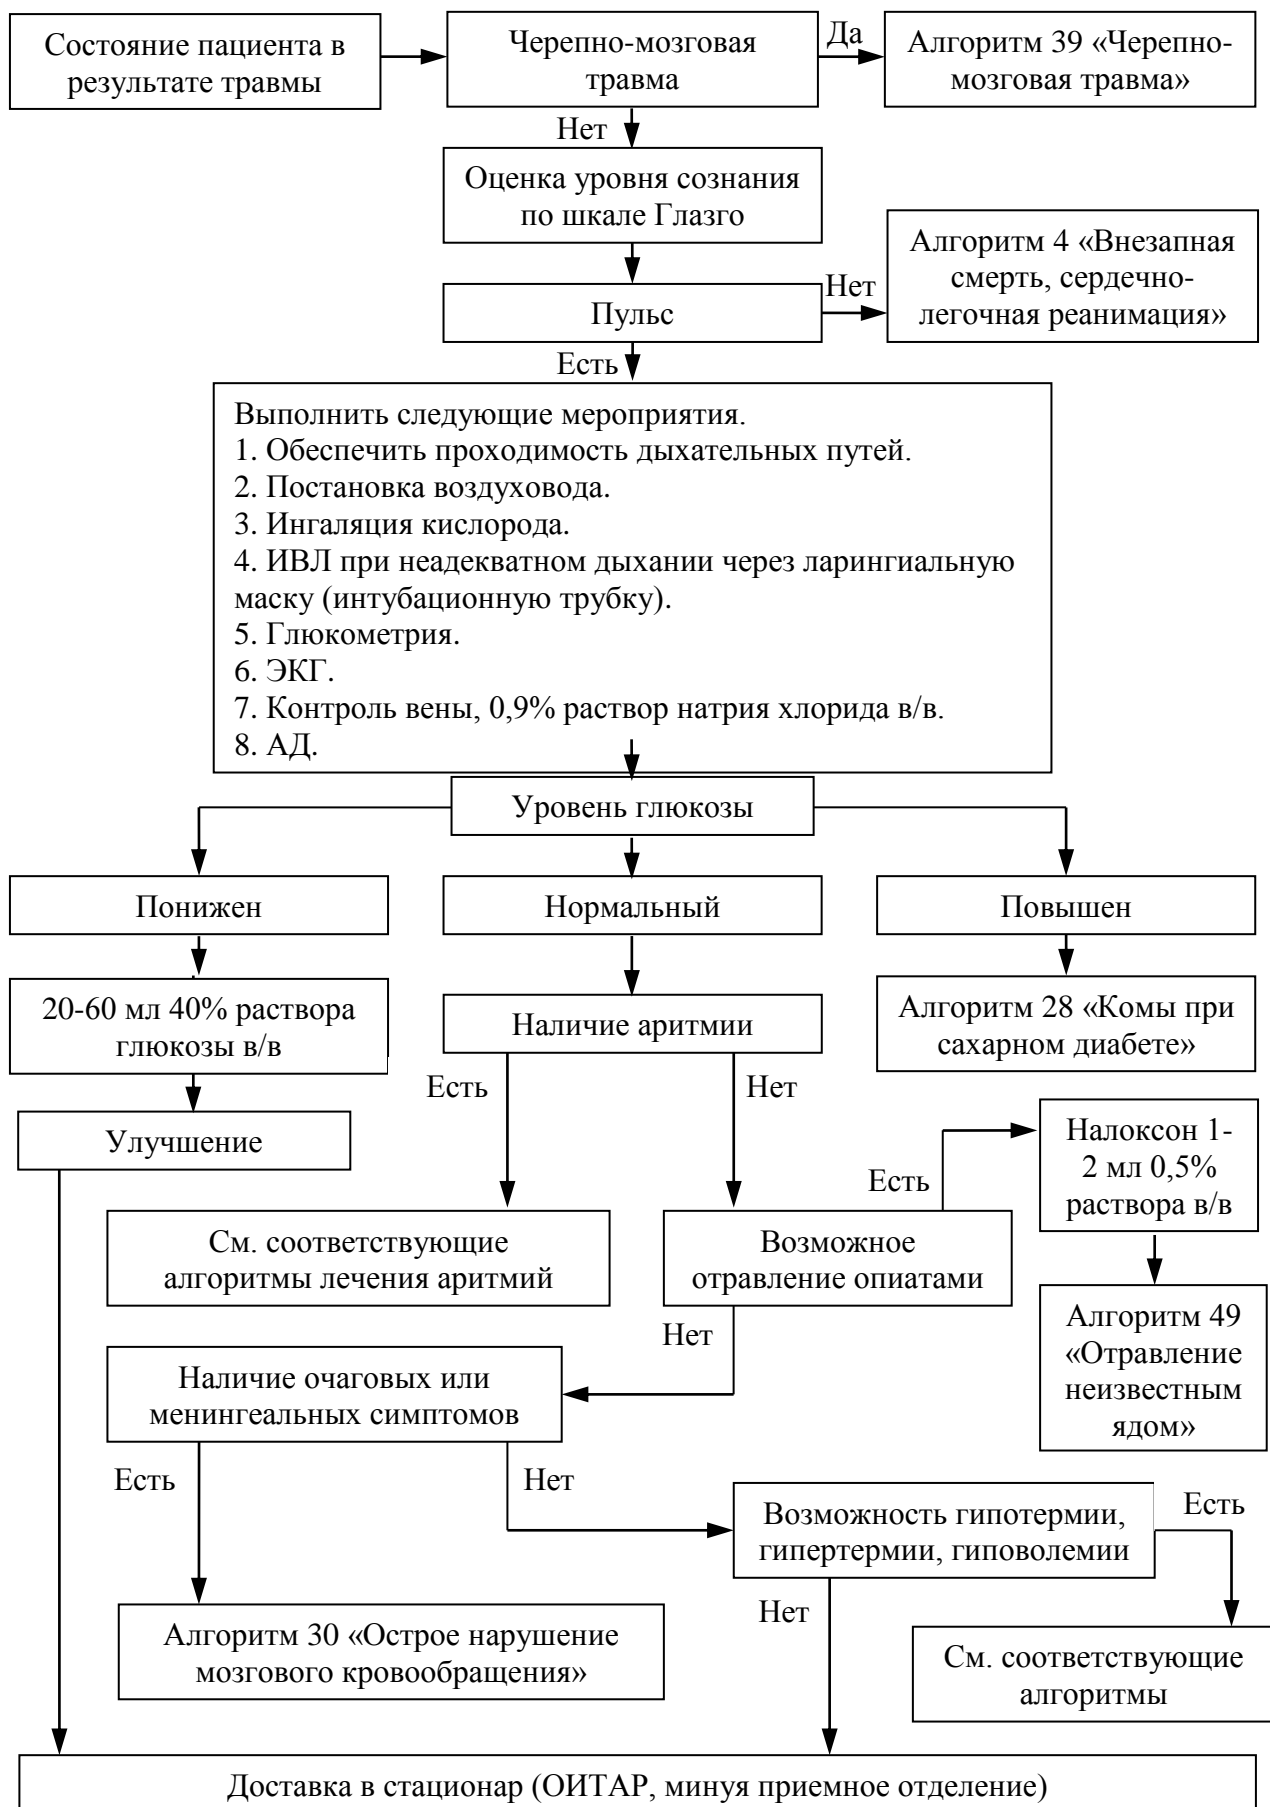 Состояние пациента в
результате травмы
Черепно-мозговая
травма
Да
Алгоритм 39 «Черепно-
мозговая травма»
Нет
Оценка уровня сознания
по шкале Глазго
Алгоритм 4 «Внезапная
смерть, сердечно-
легочная реанимация»
Пульс
Нет
Есть
Выполнить следующие мероприятия.
1. Обеспечить проходимость дыхательных путей.
2. Постановка воздуховода.
3. Ингаляция кислорода.
4. ИВЛ при неадекватном дыхании через ларингиальную
маску (интубационную трубку).
5. Глюкометрия.
6. ЭКГ.
7. Контроль вены, 0,9% раствор натрия хлорида в/в.
8. АД.
Уровень глюкозы
Понижен
Нормальный
Повышен
20-60 мл 40% раствора
глюкозы в/в
Наличие аритмии
Алгоритм 28 «Комы при
сахарном диабете»
Есть
Нет
Улучшение
Налоксон 1-
2 мл 0,5%
раствора в/в
Есть
См. соответствующие
алгоритмы лечения аритмий
Возможное
отравление опиатами
Алгоритм 49
«Отравление
неизвестным
ядом»
Нет
Наличие очаговых или
менингеальных симптомов
Есть
Нет
Возможность гипотермии,
гипертермии, гиповолемии
Есть
Нет
Алгоритм 30 «Острое нарушение
мозгового кровообращения»
См. соответствующие
алгоритмы
Доставка в стационар (ОИТАР, минуя приемное отделение)